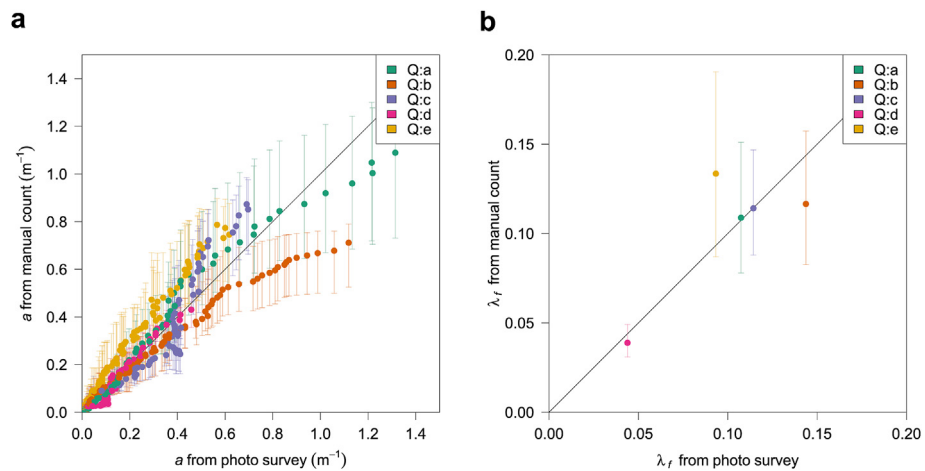 a
b
1.4
1.2
1.0
0.8
0.6
0.4
0.2
0.0
a from manual count (m⁻¹)
Q:a
Q:b
Q:c
Q:d
Q:e
0.0 0.2 0.4 0.6 0.8 1.0 1.2 1.4
a from photo survey (m⁻¹)
0.20
0.15
0.10
0.05
0.00
λf from manual count
Q:a
Q:b
Q:c
Q:d
Q:e
0.00 0.05 0.10 0.15 0.20
λf from photo survey